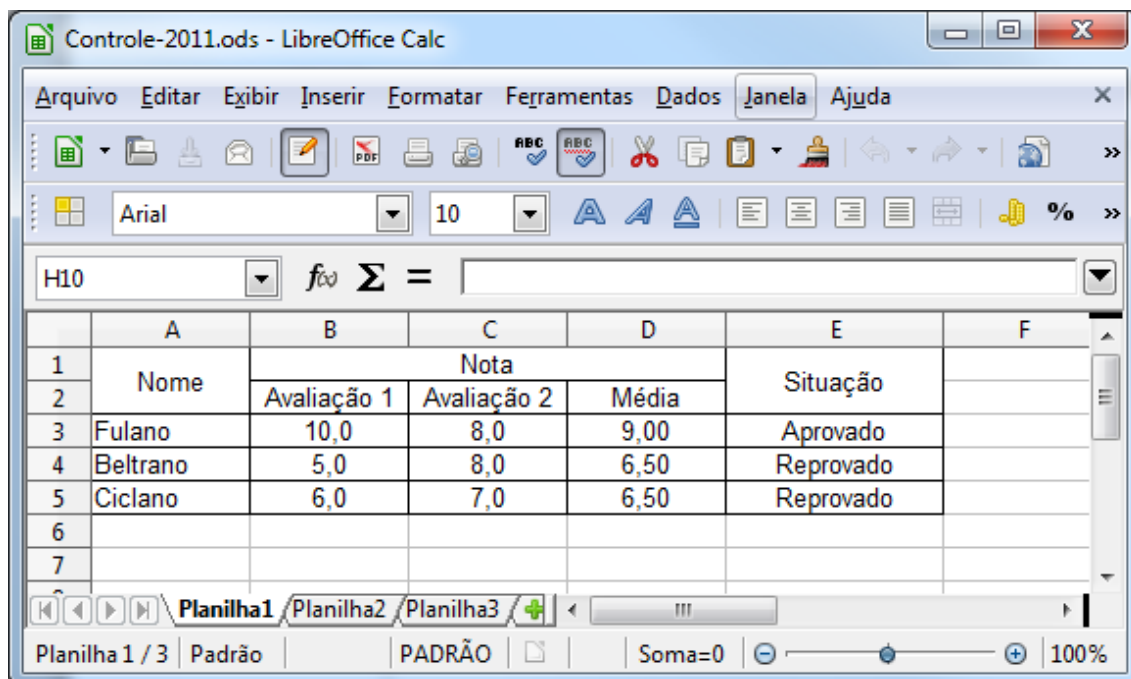 Controle-2011.ods - LibreOffice Calc
Arquivo Editar Exibir Inserir Formatar Ferramentas Dados Janela Ajuda
PDF ABC ABC
Arial 10 A A A %
H10 f(x) Σ =
A B C D E F
1 Nome Nota Situação
2 Avaliação 1 Avaliação 2 Média
3 Fulano 10,0 8,0 9,00 Aprovado
4 Beltrano 5,0 8,0 6,50 Reprovado
5 Ciclano 6,0 7,0 6,50 Reprovado
6
7
Planilha1 Planilha2 Planilha3
Planilha 1 / 3 Padrão PADRÃO Soma=0 100%